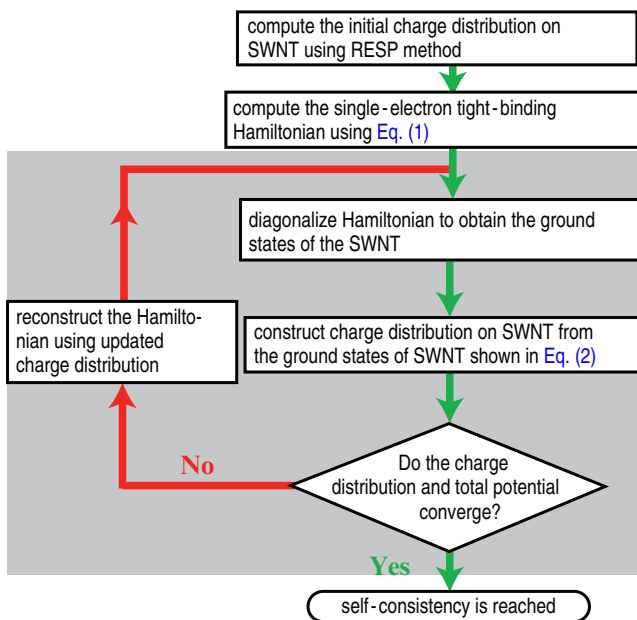 compute the initial charge distribution on
SWNT using RESP method
compute the single-electron tight-binding
Hamiltonian using Eq. (1)
diagonalize Hamiltonian to obtain the ground
states of the SWNT
reconstruct the Hamilto-
nian using updated
charge distribution
construct charge distribution on SWNT from
the ground states of SWNT shown in Eq. (2)
Do the charge
distribution and total potential
converge?
No
Yes
self-consistency is reached